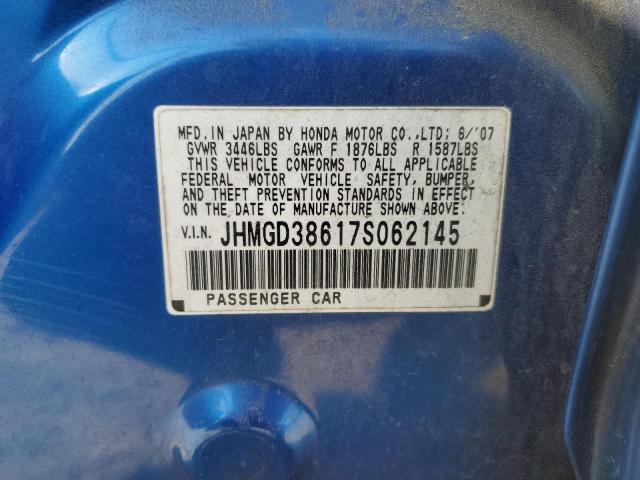 MFD.IN JAPAN BY HONDA MOTOR CO.,LTD; 6/'07
GVWR 3446LBS GAWR F 1876LBS R 1587LBS
THIS VEHICLE CONFORMS TO ALL APPLICABLE
FEDERAL MOTOR VEHICLE SAFETY, BUMPER,
AND THEFT PREVENTION STANDARDS IN EFFECT
ON THE DATE OF MANUFACTURE SHOWN ABOVE.
V.I.N. JHMGD38617S062145
PASSENGER CAR